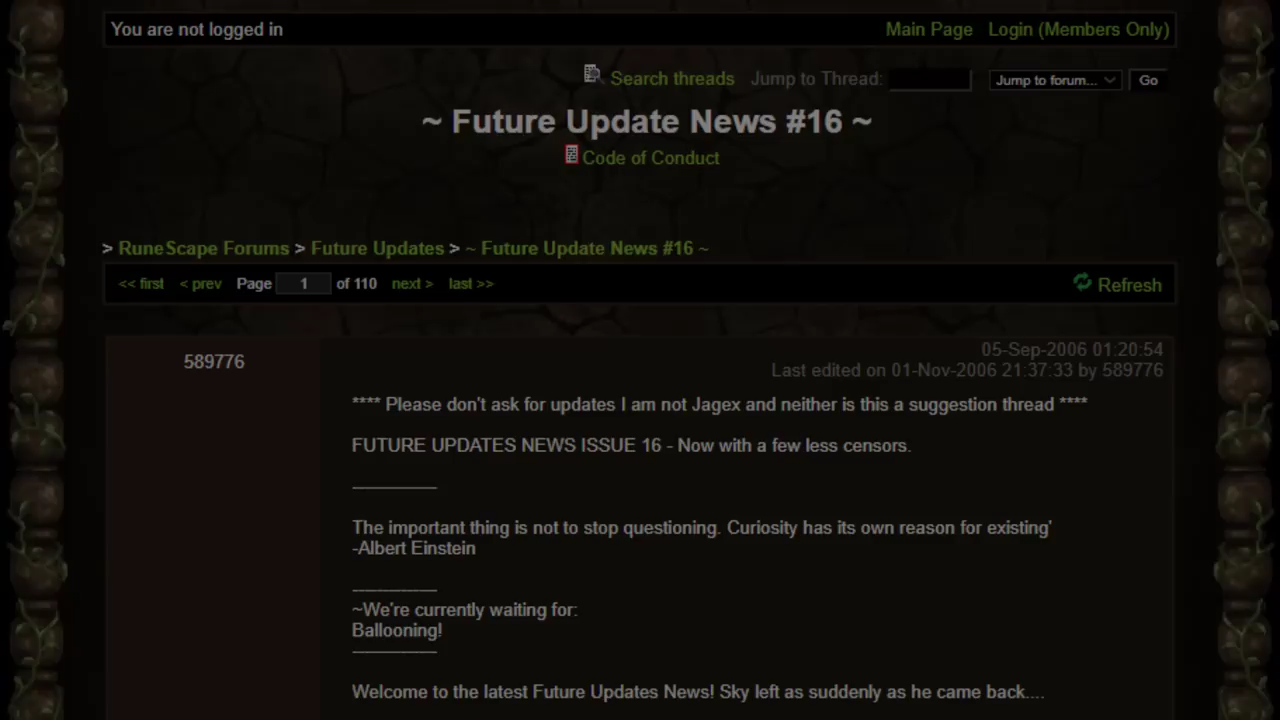 You are not logged in
Main Page Login (Members Only)
Search threads Jump to Thread: Jump to forum... Go
~ Future Update News #16 ~
Code of Conduct
> RuneScape Forums > Future Updates > ~ Future Update News #16 ~
<< first < prev Page 1 of 110 next > last >> Refresh
589776
05-Sep-2006 01:20:54
Last edited on 01-Nov-2006 21:37:33 by 589776
**** Please don't ask for updates I am not Jagex and neither is this a suggestion thread ****
FUTURE UPDATES NEWS ISSUE 16 - Now with a few less censors.
__________
The important thing is not to stop questioning. Curiosity has its own reason for existing'
-Albert Einstein
__________
~We're currently waiting for:
Ballooning!
__________
Welcome to the latest Future Updates News! Sky left as suddenly as he came back....